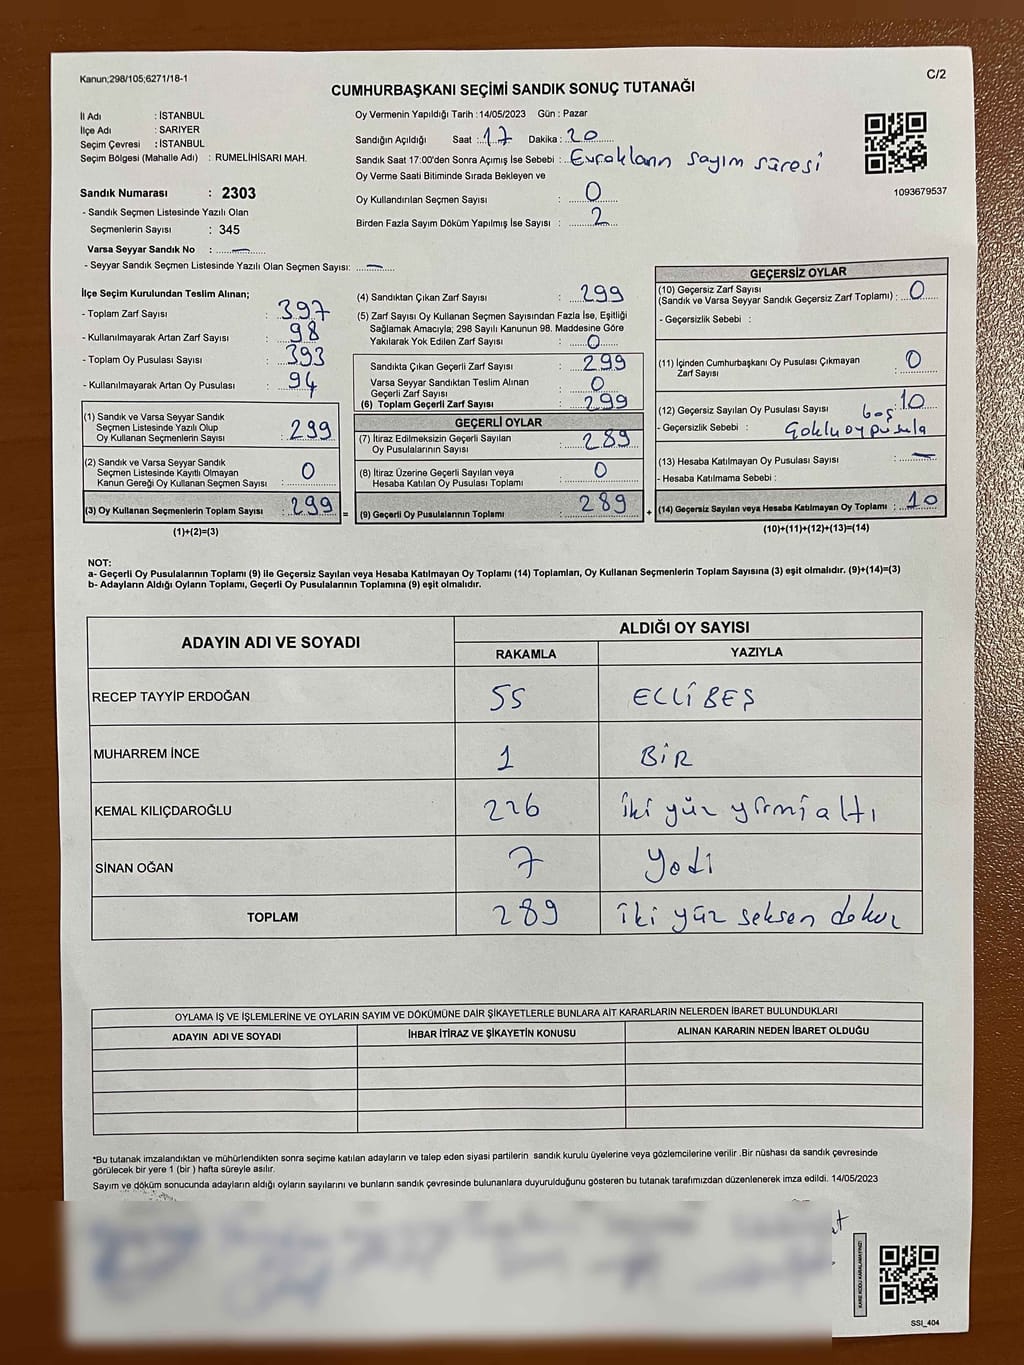 Kanun;298/105;6271/18-1
C/2
CUMHURBAŞKANI SEÇİMİ SANDIK SONUÇ TUTANAĞI
İl Adı : İSTANBUL
İlçe Adı : SARIYER
Seçim Çevresi : İSTANBUL
Seçim Bölgesi (Mahalle Adı) : RUMELİHİSARI MAH.
Sandık Numarası : 2303
- Sandık Seçmen Listesinde Yazılı Olan
Seçmenlerin Sayısı : 345
Varsa Seyyar Sandık No : —
- Seyyar Sandık Seçmen Listesinde Yazılı Olan Seçmen Sayısı: —
Oy Vermenin Yapıldığı Tarih :14/05/2023 Gün : Pazar
Sandığın Açıldığı Saat : 17 Dakika : 20
Sandık Saat 17:00'den Sonra Açımış İse Sebebi : Evrakların sayım süresi
Oy Verme Saati Bitiminde Sırada Bekleyen ve
Oy Kullandırılan Seçmen Sayısı : 0
Birden Fazla Sayım Döküm Yapılmış İse Sayısı : 2
1093679537
İlçe Seçim Kurulundan Teslim Alınan;
- Toplam Zarf Sayısı : 397
- Kullanılmayarak Artan Zarf Sayısı : 98
- Toplam Oy Pusulası Sayısı : 393
- Kullanılmayarak Artan Oy Pusulası : 94
(1) Sandık ve Varsa Seyyar Sandık
Seçmen Listesinde Yazılı Olup
Oy Kullanan Seçmenlerin Sayısı : 299
(2) Sandık ve Varsa Seyyar Sandık
Seçmen Listesinde Kayıtlı Olmayan
Kanun Gereği Oy Kullanan Seçmen Sayısı : 0
(3) Oy Kullanan Seçmenlerin Toplam Sayısı : 299
(1)+(2)=(3)
=
(4) Sandıktan Çıkan Zarf Sayısı : 299
(5) Zarf Sayısı Oy Kullanan Seçmen Sayısından Fazla İse, Eşitliği
Sağlamak Amacıyla; 298 Sayılı Kanunun 98. Maddesine Göre
Yakılarak Yok Edilen Zarf Sayısı : 0
Sandıkta Çıkan Geçerli Zarf Sayısı : 299
Varsa Seyyar Sandıktan Teslim Alınan
Geçerli Zarf Sayısı : 0
(6) Toplam Geçerli Zarf Sayısı : 299
GEÇERLİ OYLAR
(7) İtiraz Edilmeksizin Geçerli Sayılan
Oy Pusulalarının Sayısı : 289
(8) İtiraz Üzerine Geçerli Sayılan veya
Hesaba Katılan Oy Pusulası Toplamı : 0
(9) Geçerli Oy Pusulalarının Toplamı : 289
+
GEÇERSİZ OYLAR
(10) Geçersiz Zarf Sayısı
(Sandık ve Varsa Seyyar Sandık Geçersiz Zarf Toplamı) : 0
- Geçersizlik Sebebi :
(11) İçinden Cumhurbaşkanı Oy Pusulası Çıkmayan
Zarf Sayısı : 0
(12) Geçersiz Sayılan Oy Pusulası Sayısı : 10
boş
- Geçersizlik Sebebi : Çoklu oy pusula
(13) Hesaba Katılmayan Oy Pusulası Sayısı : —
- Hesaba Katılmama Sebebi :
(14) Geçersiz Sayılan veya Hesaba Katılmayan Oy Toplamı : 10
(10)+(11)+(12)+(13)=(14)
NOT:
a- Geçerli Oy Pusulalarının Toplamı (9) ile Geçersiz Sayılan veya Hesaba Katılmayan Oy Toplamı (14) Toplamları, Oy Kullanan Seçmenlerin Toplam Sayısına (3) eşit olmalıdır. (9)+(14)=(3)
b- Adayların Aldığı Oyların Toplamı, Geçerli Oy Pusulalarının Toplamına (9) eşit olmalıdır.
ADAYIN ADI VE SOYADI ALDIĞI OY SAYISI
RAKAMLA YAZIYLA
RECEP TAYYİP ERDOĞAN 55 ELLİBEŞ
MUHARREM İNCE 1 BİR
KEMAL KILIÇDAROĞLU 226 iki yüz yirmi altı
SİNAN OĞAN 7 Yedi
TOPLAM 289 iki yüz seksen dokuz
OYLAMA İŞ VE İŞLEMLERİNE VE OYLARIN SAYIM VE DÖKÜMÜNE DAİR ŞİKAYETLERLE BUNLARA AİT KARARLARIN NELERDEN İBARET BULUNDUKLARI
ADAYIN ADI VE SOYADI İHBAR İTİRAZ VE ŞİKAYETİN KONUSU ALINAN KARARIN NEDEN İBARET OLDUĞU
*Bu tutanak imzalandıktan ve mühürlendikten sonra seçime katılan adayların ve talep eden siyasi partilerin sandık kurulu üyelerine veya gözlemcilerine verilir .Bir nüshası da sandık çevresinde
görülecek bir yere 1 (bir ) hafta süreyle asılır.
Sayım ve döküm sonucunda adayların aldığı oyların sayılarını ve bunların sandık çevresinde bulunanlara duyurulduğunu gösteren bu tutanak tarafımızdan düzenlenerek imza edildi. 14/05/2023
KARE KODU KARALAMAYINIZ!
SSI_404